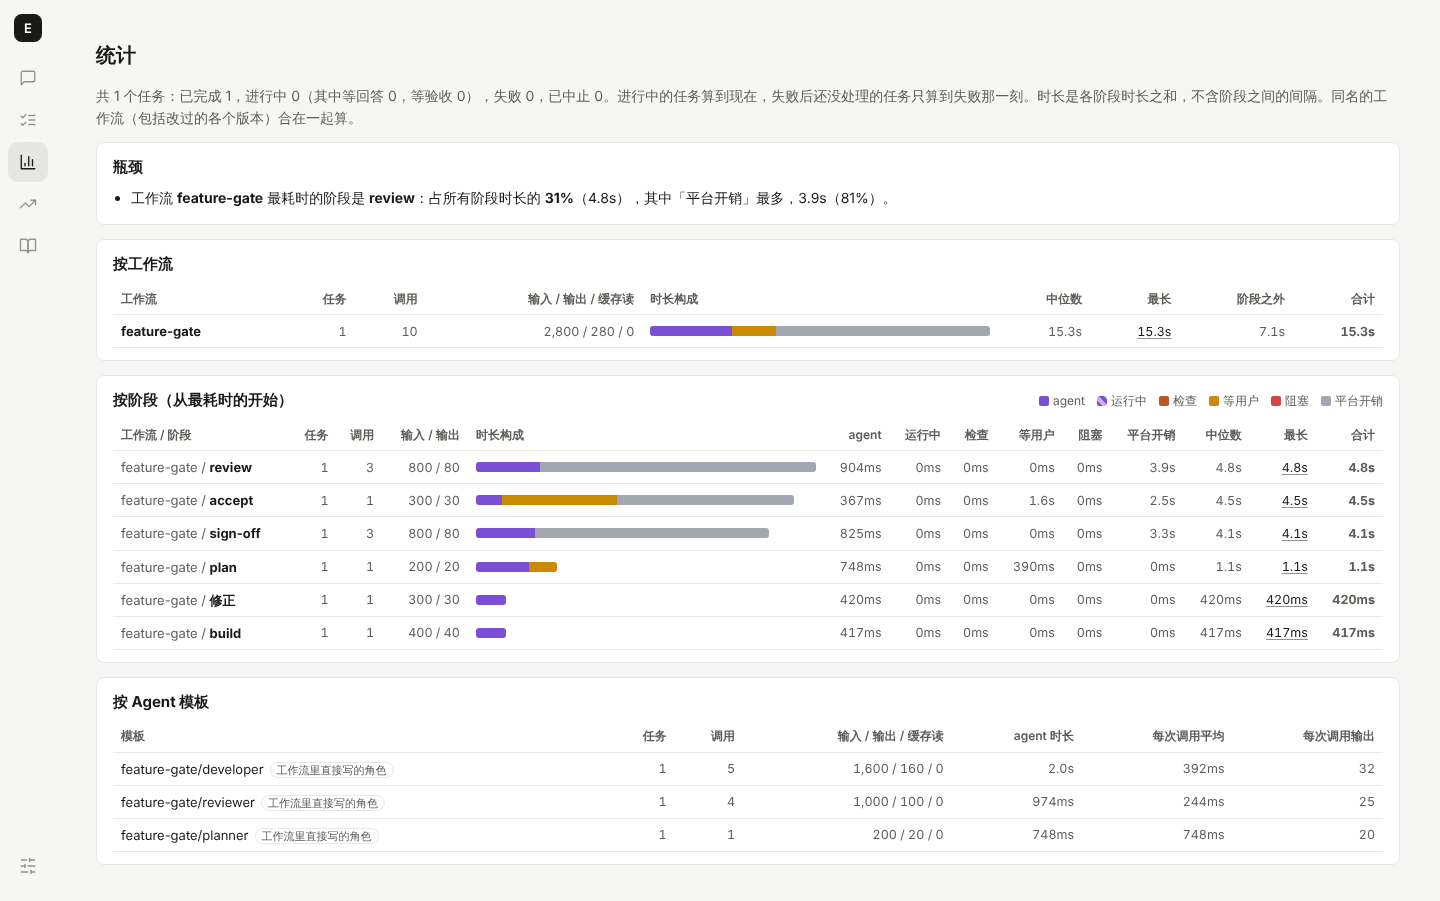 E
统计
共 1 个任务：已完成 1，进行中 0（其中等回答 0，等验收 0），失败 0，已中止 0。进行中的任务算到现在，失败后还没处理的任务只算到失败那一刻。时长是各阶段时长之和，不含阶段之间的间隔。同名的工
作流（包括改过的各个版本）合在一起算。
瓶颈
• 工作流 feature-gate 最耗时的阶段是 review：占所有阶段时长的 31%（4.8s），其中「平台开销」最多，3.9s（81%）。
按工作流
工作流 任务 调用 输入 / 输出 / 缓存读 时长构成 中位数 最长 阶段之外 合计
feature-gate 1 10 2,800 / 280 / 0 15.3s 15.3s 7.1s 15.3s
按阶段（从最耗时的开始） agent 运行中 检查 等用户 阻塞 平台开销
工作流 / 阶段 任务 调用 输入 / 输出 时长构成 agent 运行中 检查 等用户 阻塞 平台开销 中位数 最长 合计
feature-gate / review 1 3 800 / 80 904ms 0ms 0ms 0ms 0ms 3.9s 4.8s 4.8s 4.8s
feature-gate / accept 1 1 300 / 30 367ms 0ms 0ms 1.6s 0ms 2.5s 4.5s 4.5s 4.5s
feature-gate / sign-off 1 3 800 / 80 825ms 0ms 0ms 0ms 0ms 3.3s 4.1s 4.1s 4.1s
feature-gate / plan 1 1 200 / 20 748ms 0ms 0ms 390ms 0ms 0ms 1.1s 1.1s 1.1s
feature-gate / 修正 1 1 300 / 30 420ms 0ms 0ms 0ms 0ms 0ms 420ms 420ms 420ms
feature-gate / build 1 1 400 / 40 417ms 0ms 0ms 0ms 0ms 0ms 417ms 417ms 417ms
按 Agent 模板
模板 任务 调用 输入 / 输出 / 缓存读 agent 时长 每次调用平均 每次调用输出
feature-gate/developer 工作流里直接写的角色 1 5 1,600 / 160 / 0 2.0s 392ms 32
feature-gate/reviewer 工作流里直接写的角色 1 4 1,000 / 100 / 0 974ms 244ms 25
feature-gate/planner 工作流里直接写的角色 1 1 200 / 20 / 0 748ms 748ms 20